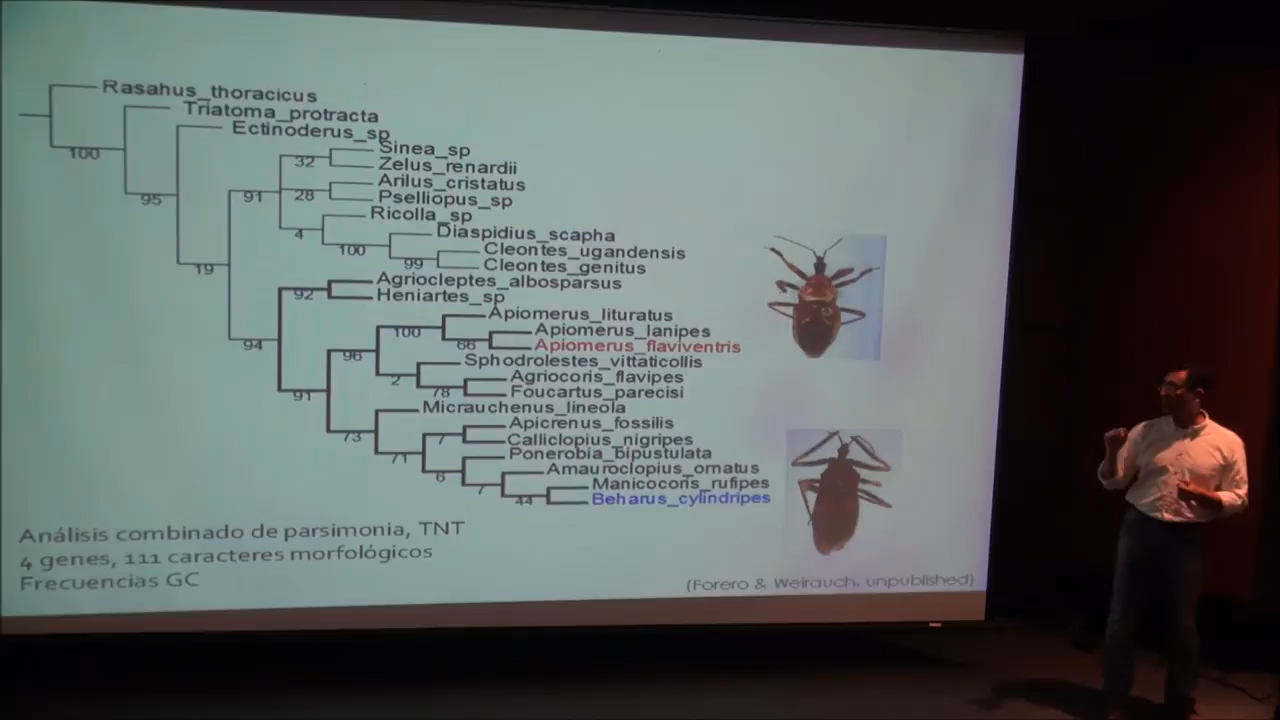 Rasahus_thoracicus
Triatoma_protracta
100
Ectinoderus_sp
95
Sinea_sp
32
Zelus_renardii
91
Arilus_cristatus
28
Pselliopus_sp
Ricolla_sp
4
Diaspidius_scapha
100
Cleontes_ugandensis
99
Cleontes_genitus
19
Agriocleptes_albosparsus
92
Heniartes_sp
94
Apiomerus_lituratus
100
Apiomerus_lanipes
66
Apiomerus_flaviventris
96
Sphodrolestes_vittaticollis
2
Agriocoris_flavipes
78
Foucartus_parecisi
91
Micrauchenus_lineola
73
Apicrenus_fossilis
7
Calliclopius_nigripes
71
Ponerobia_bipustulata
6
Amauroclopius_ornatus
7
Manicocoris_rufipes
44
Beharus_cylindripes
Análisis combinado de parsimonia, TNT
4 genes, 111 caracteres morfológicos
Frecuencias GC
(Forero & Weirauch, unpublished)